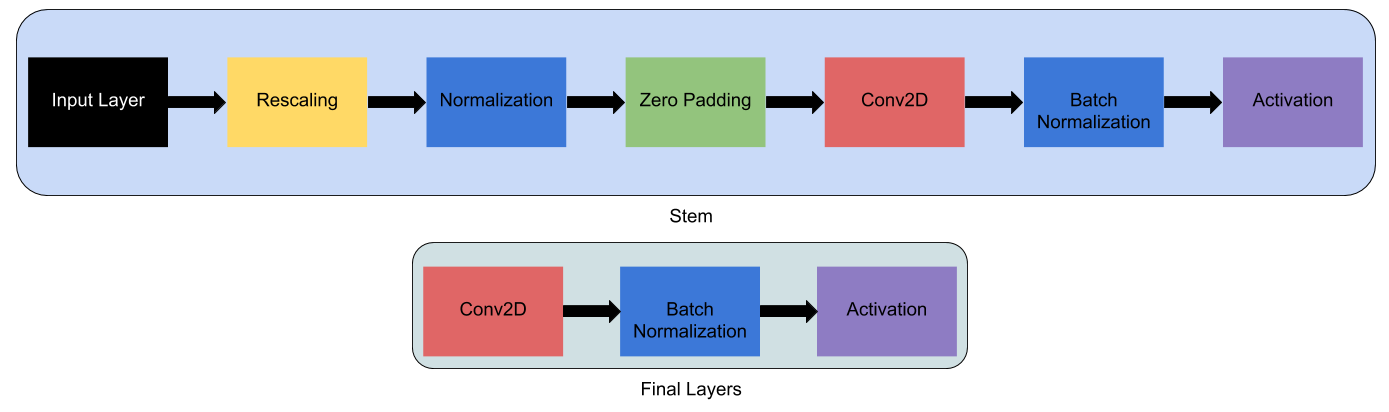 Input Layer
Rescaling
Normalization
Zero Padding
Conv2D
Batch
Normalization
Activation
Stem
Conv2D
Batch
Normalization
Activation
Final Layers